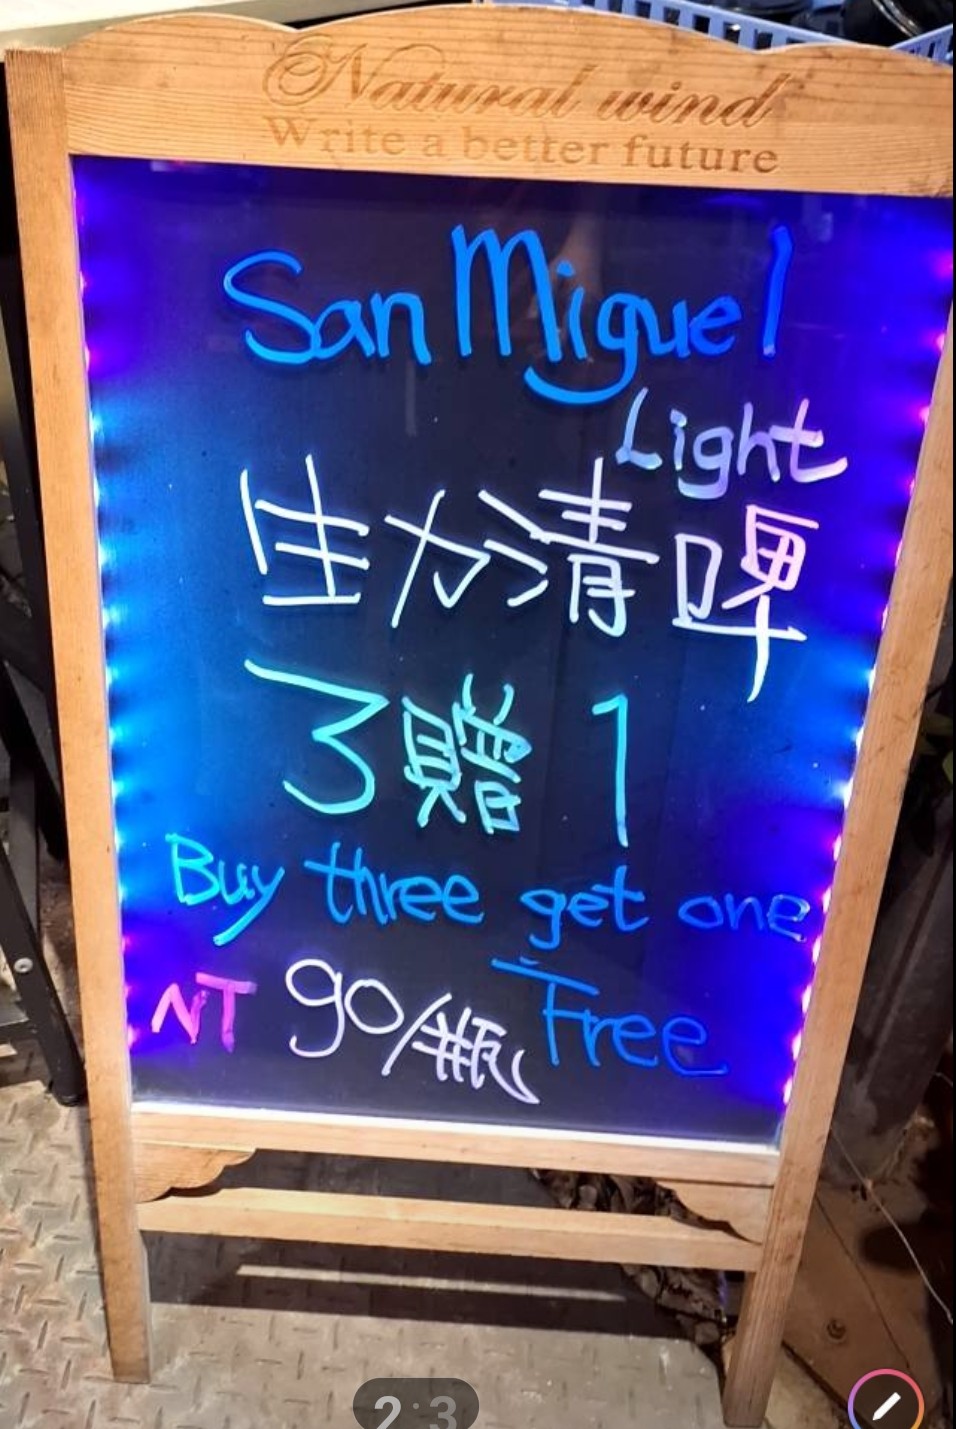 Natural wind
Write a better future
San Miguel
Light
生力清啤
3贈1
Buy three get one
Free
NT 90/瓶
2:3